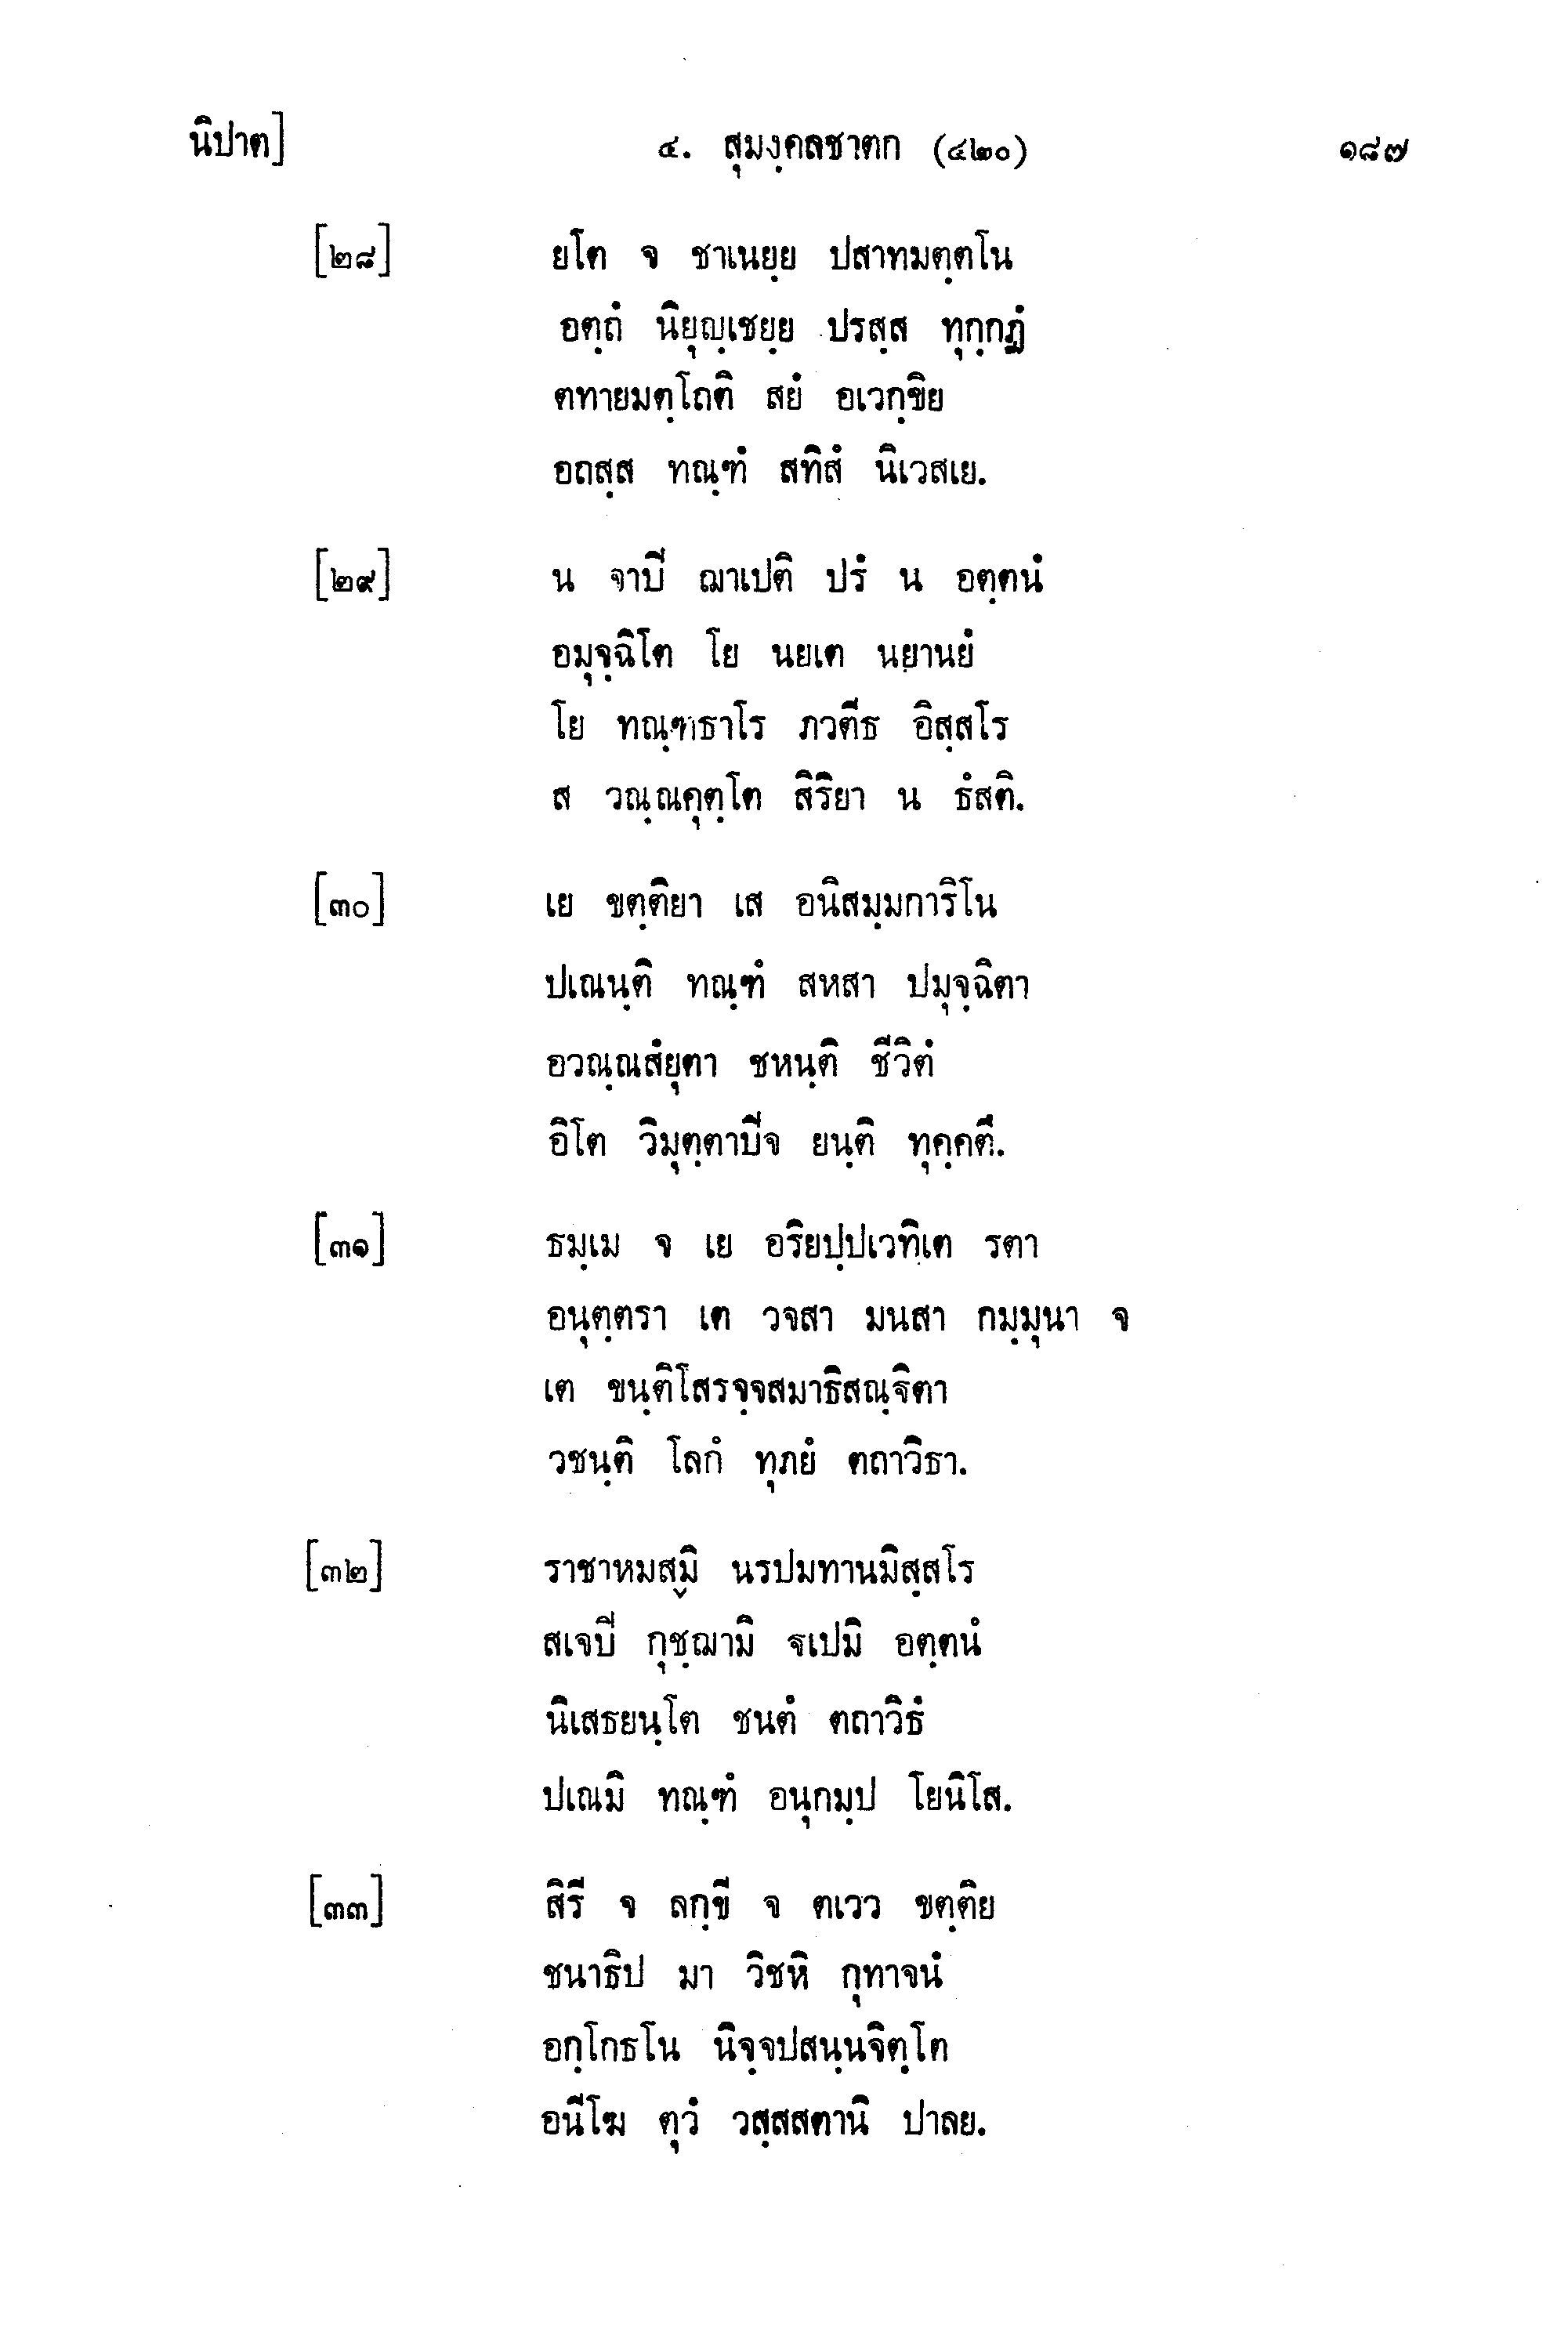 นิปาต] ๔. สุมงฺคลชาตก (๔๒๐) ๑๘๗
[๒๘] ยโต จ ชาเนยฺย ปสาทมตฺตโน
อตฺถํ นิยุญฺเชยฺย ปรสฺส ทุกฺกฏํ
ตทายมตฺโถติ สยํ อเวกฺขิย
อถสฺส ทณฺฑํ สทิสํ นิเวสเย.
[๒๙] น จาปี ฌาเปติ ปรํ น อตฺตนํ
อมุจฺฉิโต โย นยเต นยานยํ
โย ทณฺฑธาโร ภวตีธ อิสฺสโร
ส วณฺณคุตฺโต สิริยา น ธํสติ.
[๓๐] เย ขตฺติยา เส อนิสมฺมการิโน
ปเณนฺติ ทณฺฑํ สหสา ปมุจฺฉิตา
อวณฺณสํยุตา ชหนฺติ ชีวิตํ
อิโต วิมุตฺตาปีจ ยนฺติ ทุคฺคตึ.
[๓๑] ธมฺเม จ เย อริยปฺปเวทิเต รตา
อนุตฺตรา เต วจสา มนสา กมฺมุนา จ
เต ขนฺติโสรจฺจสมาธิสณฺฐิตา
วชนฺติ โลกํ ทุภยํ ตถาวิธา.
[๓๒] ราชาหมสฺมิ นรปมทานมิสฺสโร
สเจปี กุชฺฌามิ ฐเปมิ อตฺตนํ
นิเสธยนฺโต ชนตํ ตถาวิธํ
ปเณมิ ทณฺฑํ อนุกมฺป โยนิโส.
[๓๓] สิรี จ ลกฺขี จ ตเวว ขตฺติย
ชนาธิป มา วิชหิ กุทาจนํ
อกฺโกธโน นิจฺจปสนฺนจิตฺโต
อนีโฆ ตุวํ วสฺสสตานิ ปาลย.